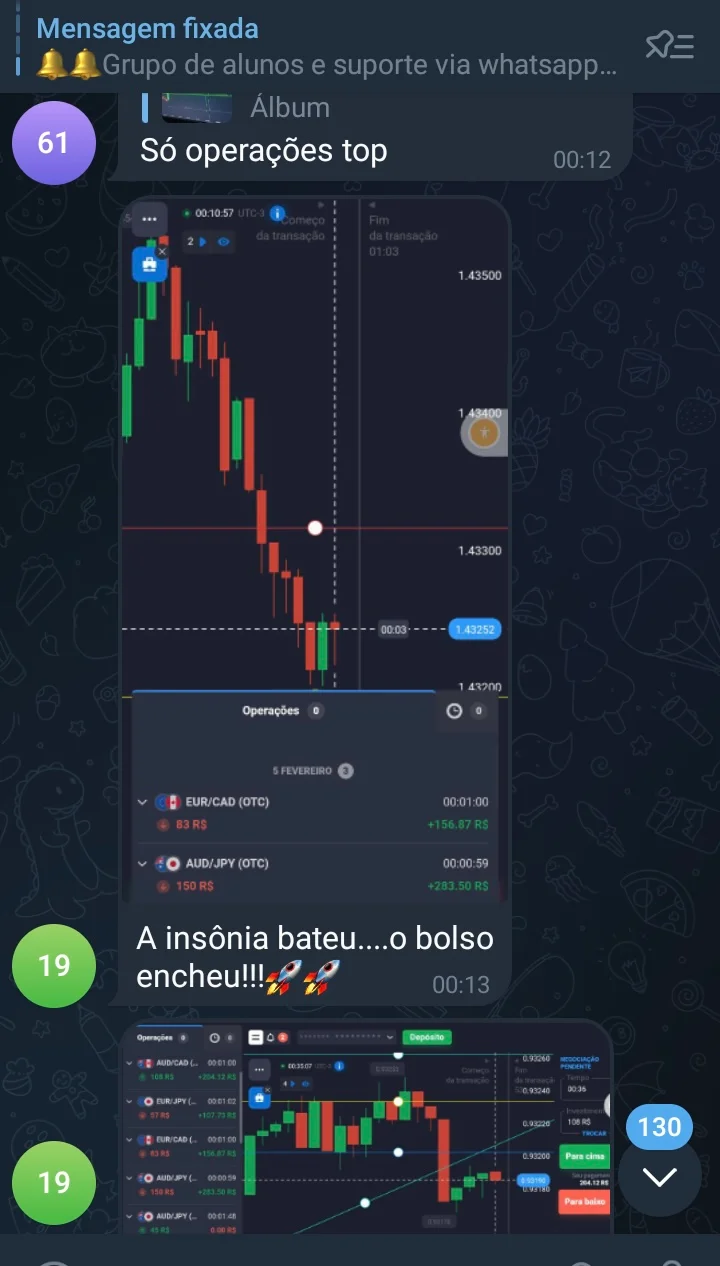 Mensagem fixada
🔔🔔Grupo de alunos e suporte via whatsapp...
61
Álbum
Só operações top
00:12
00:10:57 UTC-3
Começo
da transação
Fim
da transação
01:03
2
1.43500
1.43400
1.43300
00:03
1.43252
1.43200
Operações 0
0
5 FEVEREIRO 3
EUR/CAD (OTC) 00:01:00
83 R$ +156.87 R$
AUD/JPY (OTC) 00:00:59
150 R$ +283.50 R$
19
A insônia bateu....o bolso
encheu!!!🚀🚀
00:13
Operações 0
0
Depósito
AUD/CAD (... 00:01:00
108 R$ +204.12 R$
EUR/JPY (... 00:01:02
57 R$ +107.73 R$
EUR/CAD (... 00:01:00
83 R$ +156.87 R$
AUD/JPY (... 00:00:59
150 R$ +283.50 R$
AUD/JPY (... 00:01:48
45 R$ 0.00 R$
00:35:07
4
Começo
da transação
Fim
da transação
0.93260
0.93240
0.93220
0.93200
0.93190
0.93180
NEGOCIAÇÃO
PENDENTE
Tempo
00:36
Investimento
108 R$
TROCAR
Para cima
Seu pagamento
204.12 R$
Para baixo
130
19